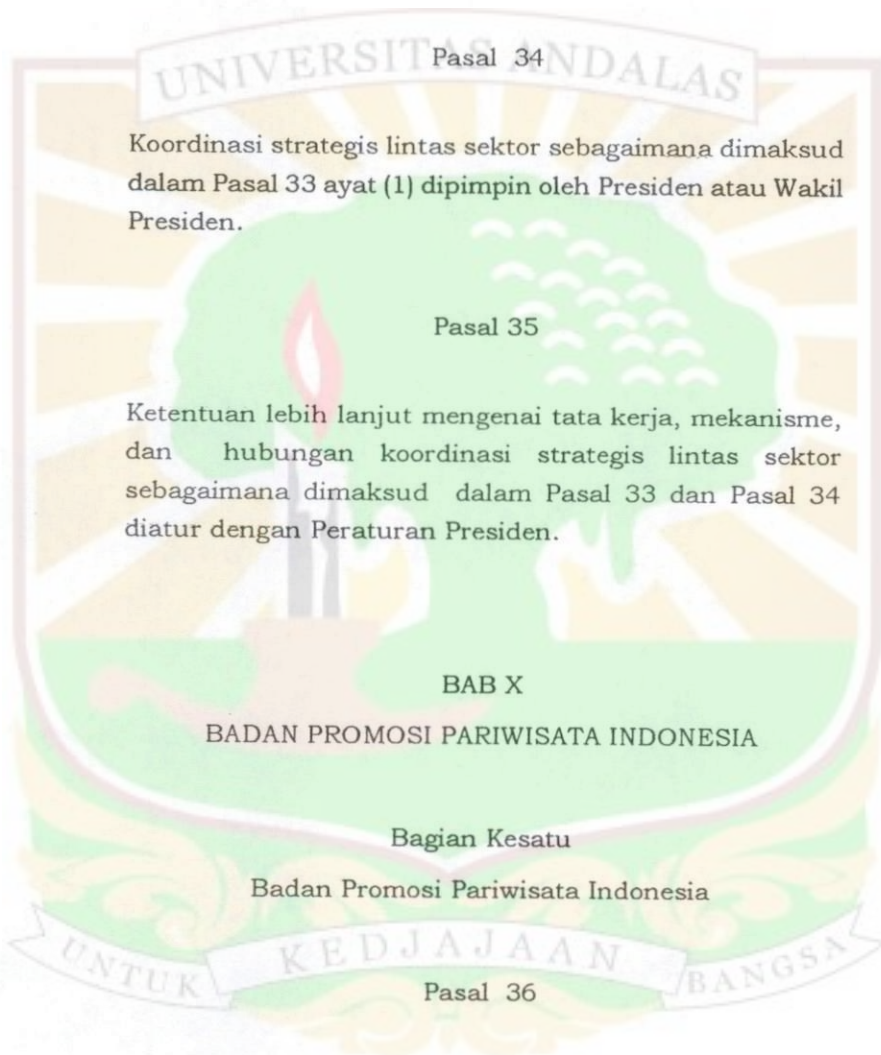 UNIVERSITAS ANDALAS
Pasal 34
Koordinasi strategis lintas sektor sebagaimana dimaksud
dalam Pasal 33 ayat (1) dipimpin oleh Presiden atau Wakil
Presiden.
Pasal 35
Ketentuan lebih lanjut mengenai tata kerja, mekanisme,
dan hubungan koordinasi strategis lintas sektor
sebagaimana dimaksud dalam Pasal 33 dan Pasal 34
diatur dengan Peraturan Presiden.
BAB X
BADAN PROMOSI PARIWISATA INDONESIA
Bagian Kesatu
Badan Promosi Pariwisata Indonesia
UNTUK KEDJAJAAN BANGSA
Pasal 36